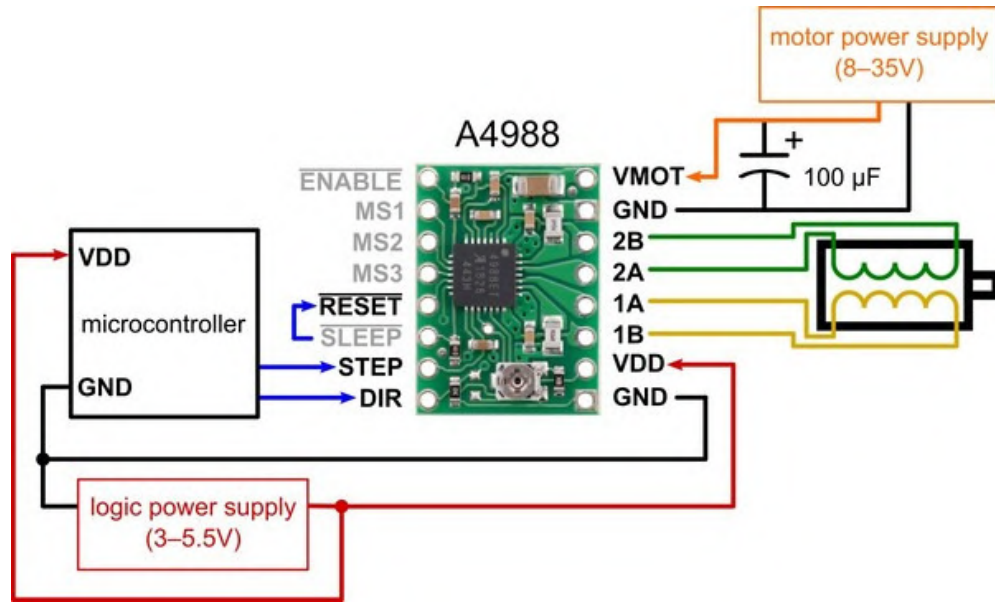 motor power supply
(8–35V)
A4988
+
100 µF
ENABLE
VMOT
MS1
GND
MS2
2B
MS3
2A
RESET
1A
SLEEP
1B
STEP
VDD
DIR
GND
VDD
microcontroller
GND
logic power supply
(3–5.5V)